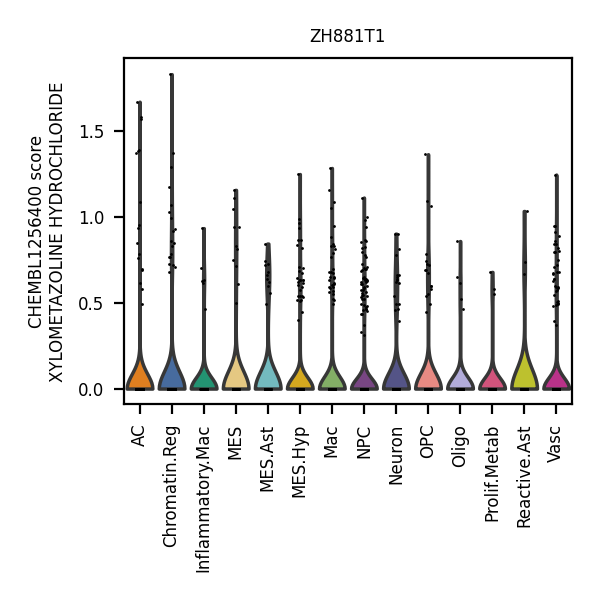 ZH881T1
CHEMBL1256400 score
XYLOMETAZOLINE HYDROCHLORIDE
1.5
1.0
0.5
0.0
AC
Chromatin.Reg
Inflammatory.Mac
MES
MES.Ast
MES.Hyp
Mac
NPC
Neuron
OPC
Oligo
Prolif.Metab
Reactive.Ast
Vasc